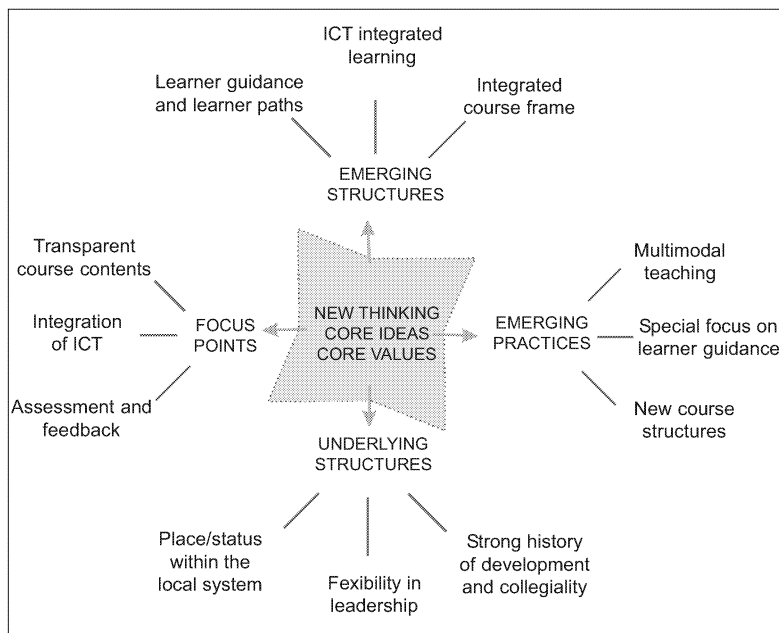 ICT integrated
learning
Learner guidance
and learner paths
Integrated
course frame
EMERGING
STRUCTURES
Transparent
course contents
Integration
of ICT
Assessment and
feedback
FOCUS
POINTS
NEW THINKING
CORE IDEAS
CORE VALUES
EMERGING
PRACTICES
Multimodal
teaching
Special focus on
learner guidance
New course
structures
UNDERLYING
STRUCTURES
Place/status
within the
local system
Fexibility in
leadership
Strong history
of development
and collegiality